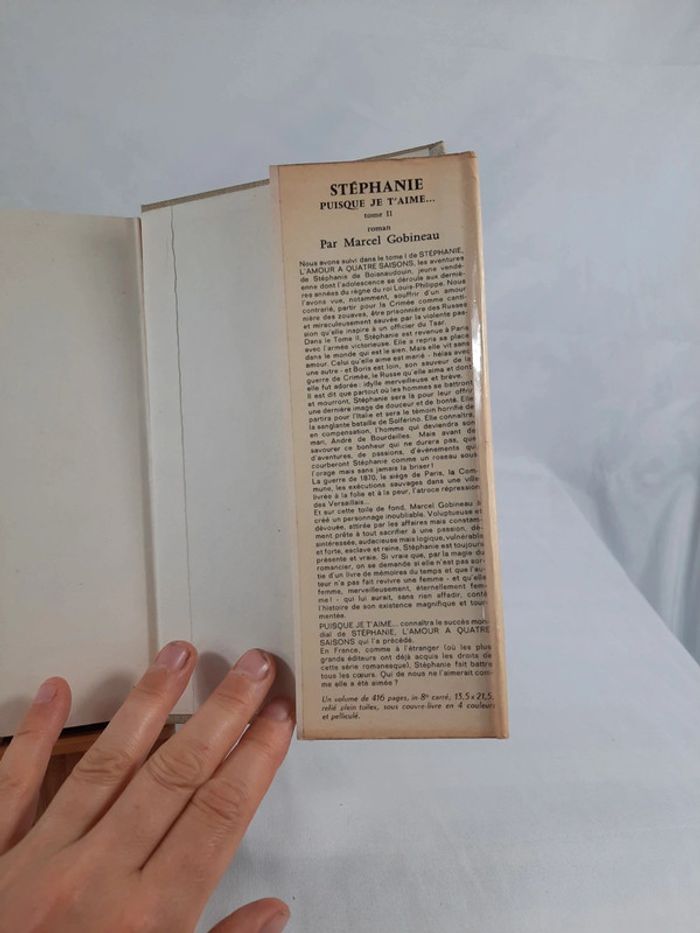 STÉPHANIE
PUISQUE JE T'AIME...
tome II
roman
Par Marcel Gobineau
Nous avons suivi dans le tome I de STÉPHANIE,
L'AMOUR A QUATRE SAISONS, les aventures
de Stéphanie de Boisnaudouin, jeune vendé-
enne dont l'adolescence se déroule aux derniè-
res années du règne du roi Louis-Philippe. Nous
l'avons vue, notamment, souffrir d'un amour
contrarié, partir pour la Crimée comme canti-
nière des zouaves, être prisonnière des Russes
et miraculeusement sauvée par la violente pas-
sion qu'elle inspire à un officier du Tsar.
Dans le Tome II, Stéphanie est revenue à Paris
avec l'armée victorieuse. Elle a repris sa place
dans le monde qui est le sien. Mais elle vit sans
amour. Celui qu'elle aime est marié - hélas avec
une autre - et Boris est loin, son sauveur de la
guerre de Crimée, le Russe qu'elle aima et dont
elle fut adorée : idylle merveilleuse et brève.
Il est dit que partout où les hommes se battront
et mourront, Stéphanie sera là pour leur offrir
une dernière image de douceur et de bonté. Elle
partira pour l'Italie et sera le témoin horrifié de
la sanglante bataille de Solférino. Elle connaîtra,
en compensation, l'homme qui deviendra son
mari, André de Bourdeilles. Mais avant de
savourer ce bonheur qui ne durera pas, que
d'aventures, de passions, d'évènements qui
courberont Stéphanie comme un roseau sous
l'orage mais sans jamais la briser !
La guerre de 1870, le siège de Paris, la Com-
mune, les exécutions sauvages dans une ville
livrée à la folie et à la peur, l'atroce répression
des Versaillais...
Et sur cette toile de fond, Marcel Gobineau a
créé un personnage inoubliable. Voluptueuse et
dévouée, attirée par les affaires mais constam-
ment prête à tout sacrifier à une passion, dé-
sintéressée, audacieuse mais logique, vulnérable
et forte, esclave et reine, Stéphanie est toujours
présente et vraie. Si vraie que, par la magie du
romancier, on se demande si elle n'est pas sor-
tie d'un livre de mémoires du temps et que l'au-
teur n'a pas fait revivre une femme - et qu'elle
femme, merveilleusement, éternellement fem-
me ! - qui lui aurait, sans rien affadir, conté
l'histoire de son existence magnifique et tour-
mentée.
PUISQUE JE T'AIME... connaîtra le succès mon-
dial de STÉPHANIE, L'AMOUR A QUATRE
SAISONS qui l'a précédé.
En France, comme à l'étranger (où les plus
grands éditeurs ont déjà acquis les droits de
cette série romanesque), Stéphanie fait battre
tous les cœurs. Qui de nous ne l'aimerait com-
me elle a été aimée ?
Un volume de 416 pages, in-8° carré, 13,5 x 21,5,
relié plein toiles, sous couvre-livre en 4 couleurs
et pelliculé.